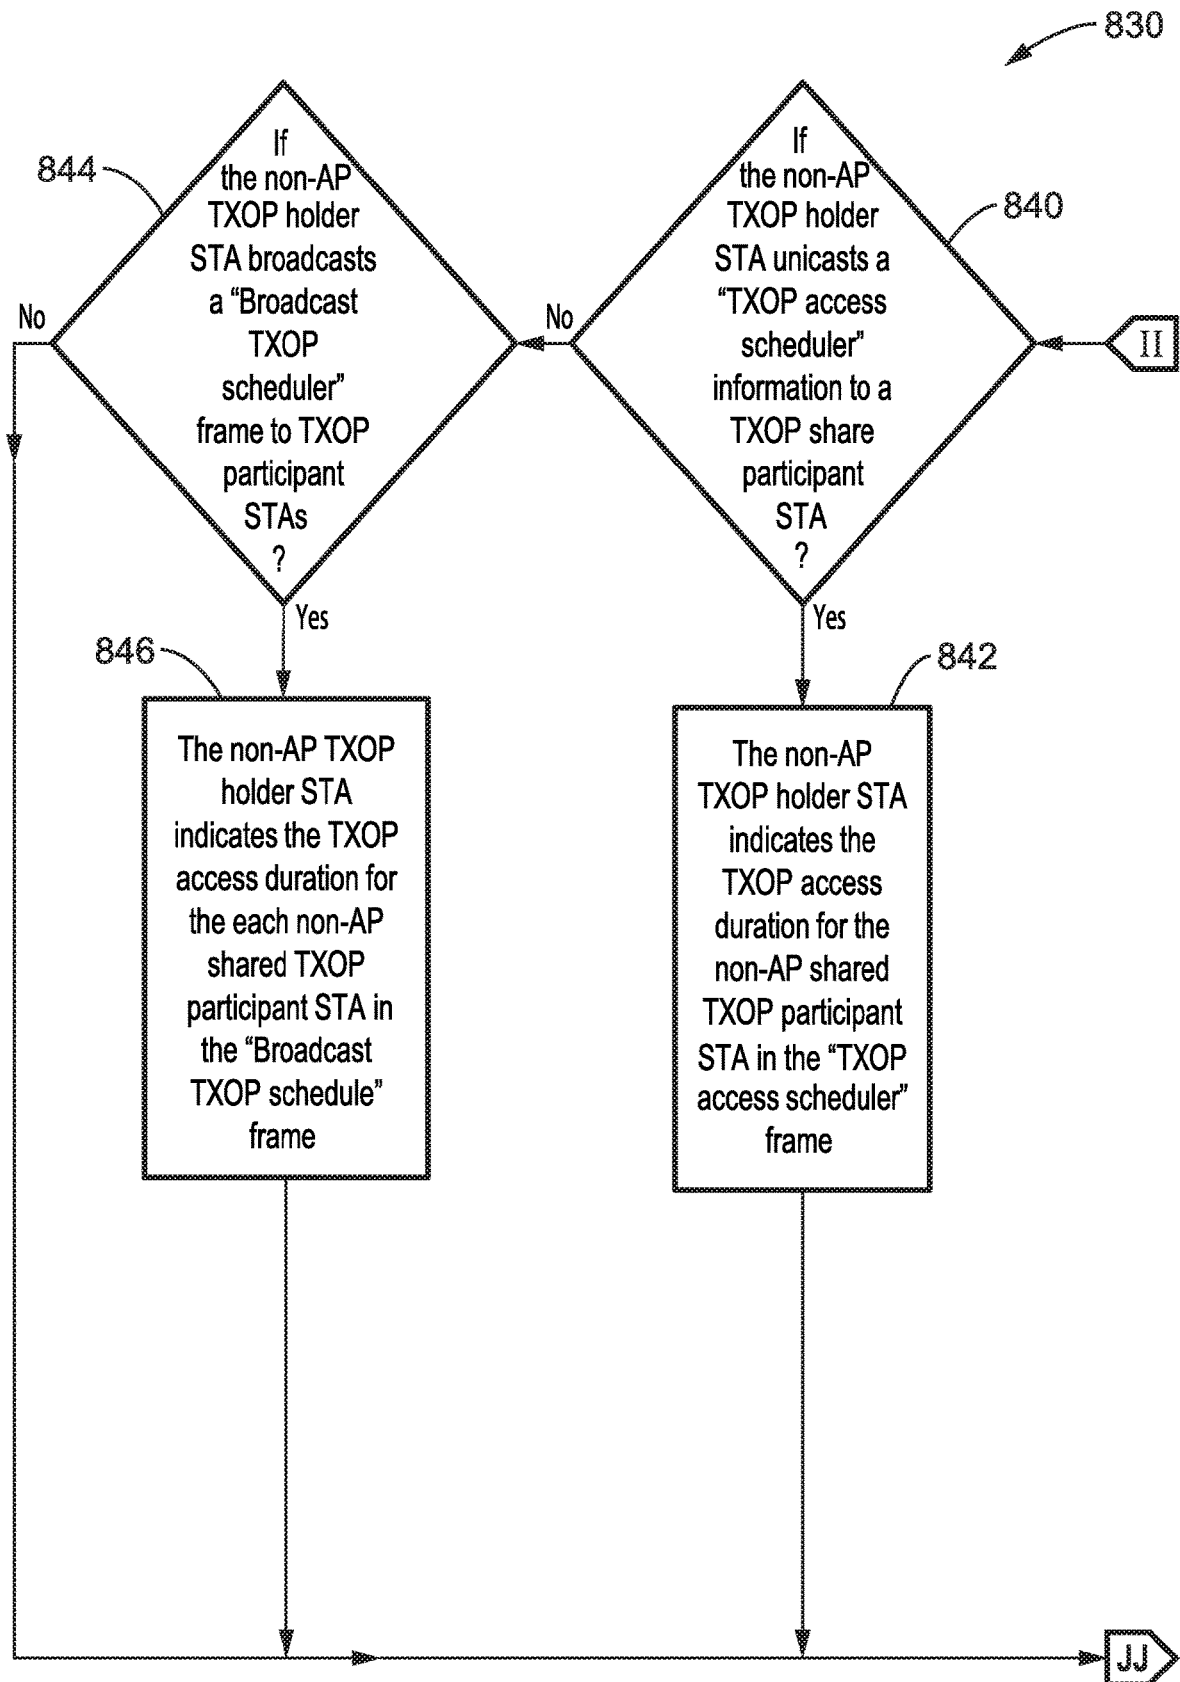 830
844
If
the non-AP
TXOP holder
STA broadcasts
a “Broadcast
TXOP
scheduler”
frame to TXOP
participant
STAs
?
No
Yes
840
If
the non-AP
TXOP holder
STA unicasts a
“TXOP access
scheduler”
information to a
TXOP share
participant
STA
?
No
Yes
II
846
The non-AP TXOP
holder STA
indicates the TXOP
access duration for
the each non-AP
shared TXOP
participant STA in
the “Broadcast
TXOP schedule”
frame
842
The non-AP
TXOP holder STA
indicates the
TXOP access
duration for the
non-AP shared
TXOP participant
STA in the “TXOP
access scheduler”
frame
JJ